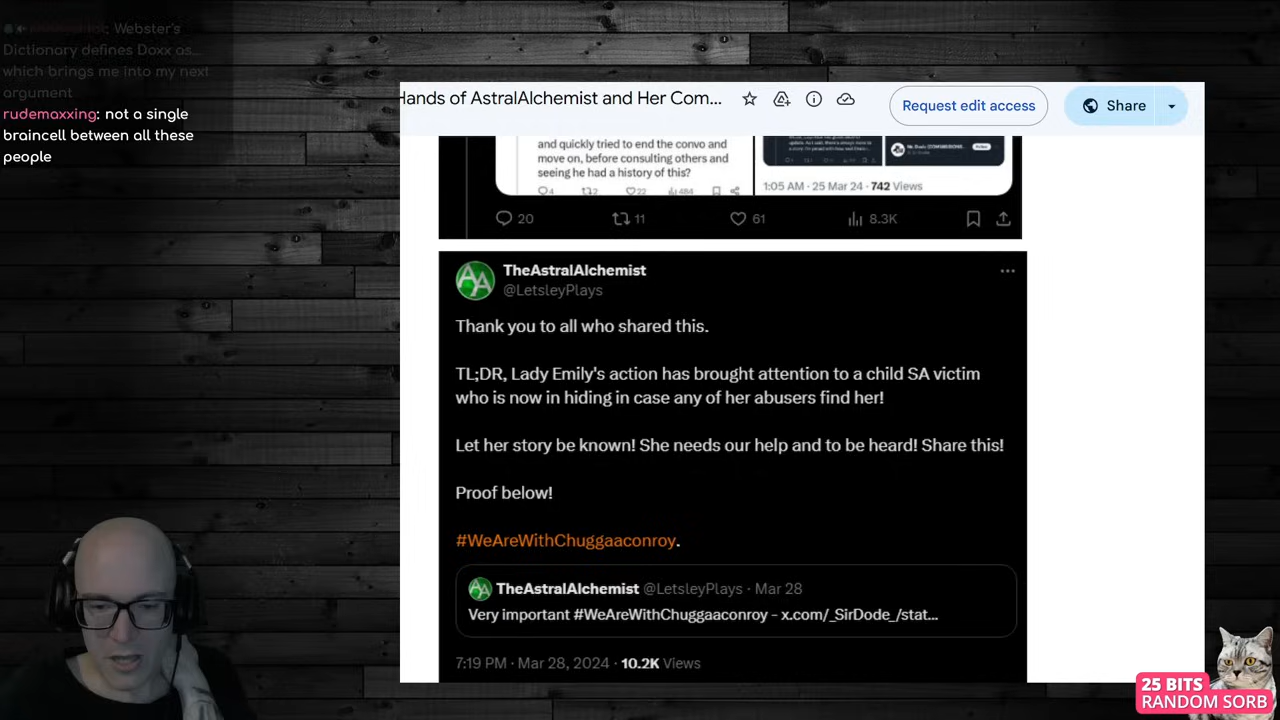 lol: Webster's
Dictionary defines Doxx as...
which brings me into my next
argument
rudemaxxing: not a single
braincell between all these
people
Hands of AstralAlchemist and Her Com...
Request edit access
Share
and quickly tried to end the convo and
move on, before consulting others and
seeing he had a history of this?
4 2 22 484
1:05 AM · 25 Mar 24 · 742 Views
20 11 61 8.3K
TheAstralAlchemist
@LetsleyPlays
Thank you to all who shared this.
TL;DR, Lady Emily's action has brought attention to a child SA victim
who is now in hiding in case any of her abusers find her!
Let her story be known! She needs our help and to be heard! Share this!
Proof below!
#WeAreWithChuggaaconroy.
TheAstralAlchemist @LetsleyPlays · Mar 28
Very important #WeAreWithChuggaaconroy - x.com/_SirDode_/stat...
7:19 PM · Mar 28, 2024 · 10.2K Views
25 BITS
RANDOM SORB